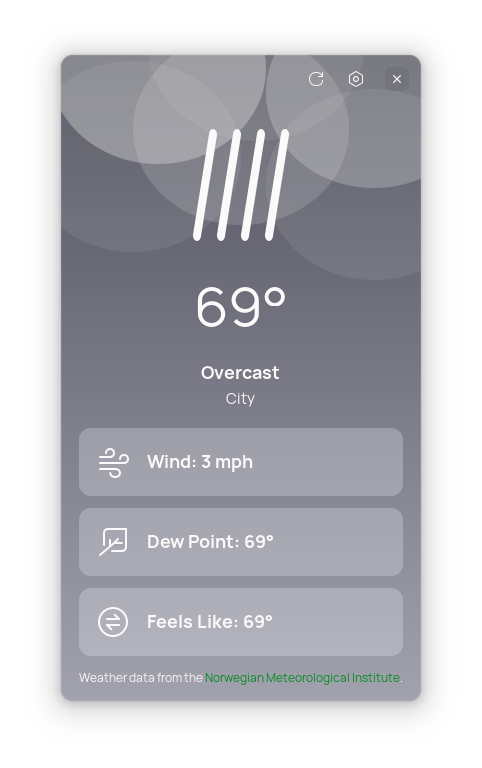 69°
Overcast
City
Wind: 3 mph
Dew Point: 69°
Feels Like: 69°
Weather data from the Norwegian Meteorological Institute.